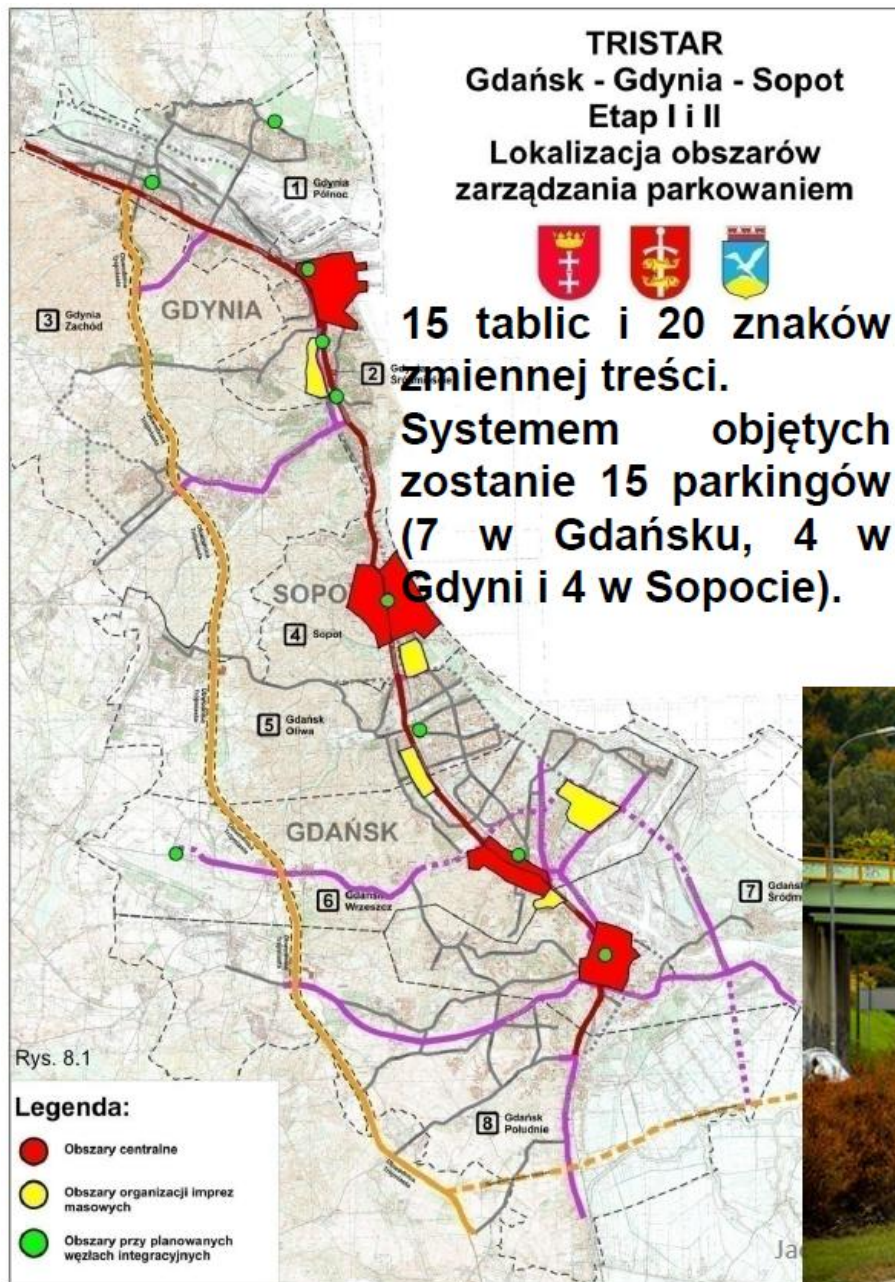 TRISTAR
Gdańsk - Gdynia - Sopot
Etap I i II
Lokalizacja obszarów
zarządzania parkowaniem
15 tablic i 20 znaków
zmiennej treści.
Systemem objętych
zostanie 15 parkingów
(7 w Gdańsku, 4 w
Gdyni i 4 w Sopocie).
1 Gdynia
Północ
GDYNIA
3 Gdynia
Zachód
2
SOPO
4 Sopot
5 Gdańsk
Oliwa
GDAŃSK
6 Gdańsk
Wrzeszcz
7 Gdańsk
8 Gdańsk
Południe
Rys. 8.1
Legenda:
Obszary centralne
Obszary organizacji imprez
masowych
Obszary przy planowanych
węzłach integracyjnych